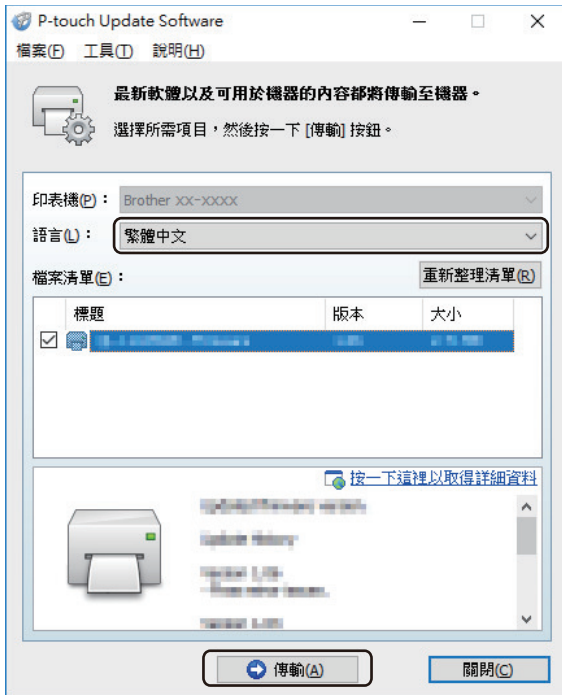 P-touch Update Software
檔案(F) 工具(T) 說明(H)
最新軟體以及可用於機器的內容都將傳輸至機器。
選擇所需項目，然後按一下 [傳輸] 按鈕。
印表機(P)： Brother XX-XXXX
語言(L)： 繁體中文
檔案清單(E)： 重新整理清單(R)
標題 版本 大小
按一下這裡以取得詳細資料
傳輸(A) 關閉(C)